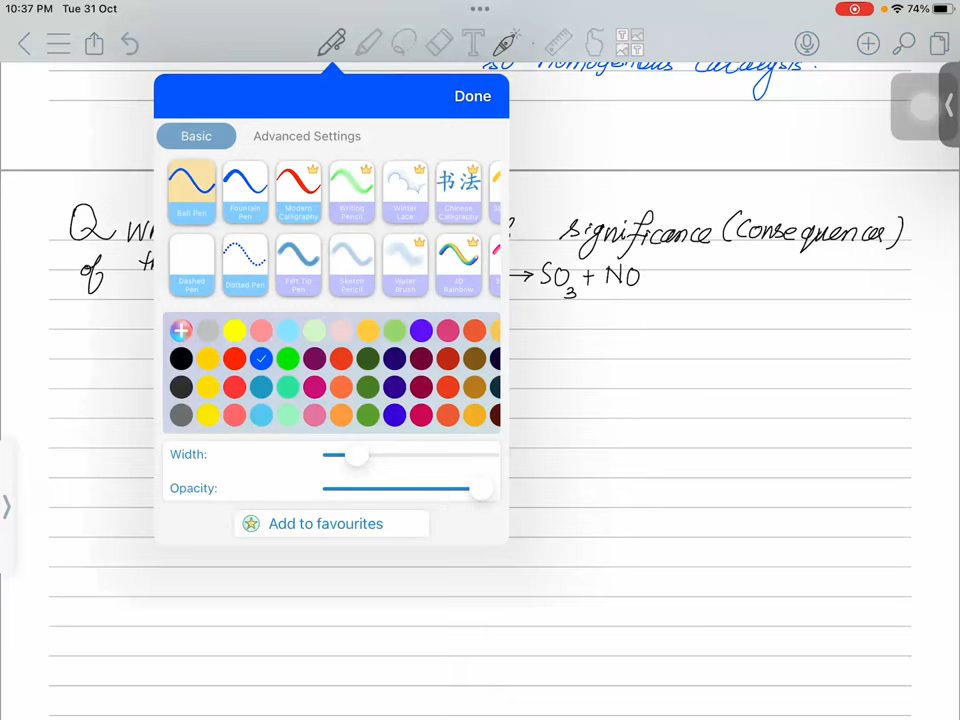 10:37 PM Tue 31 Oct
74%
so Homogenous Catalysis.
Done
Basic
Advanced Settings
Ball Pen
Fountain Pen
Modern Calligraphy
Writing Pencil
Winter Lace
书法
Chinese Calligraphy
Dashed Pen
Dotted Pen
Felt Tip Pen
Sketch Pencil
Water Brush
3D Rainbow
Q significance (Consequences)
of → SO3 + NO
Width:
Opacity:
Add to favourites